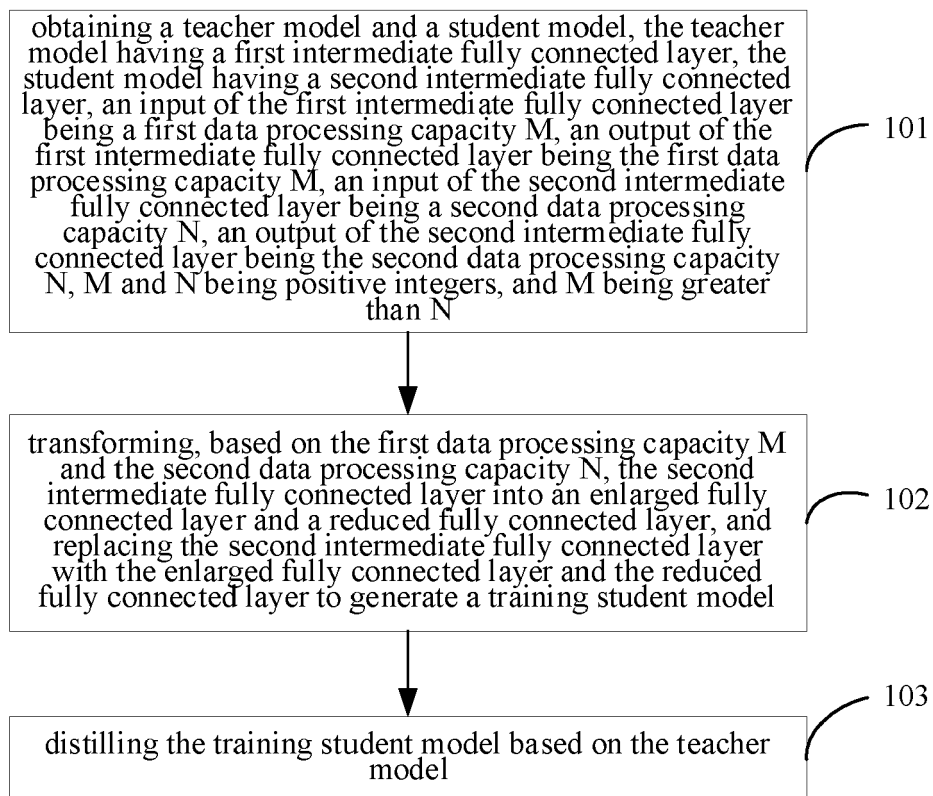 obtaining a teacher model and a student model, the teacher
model having a first intermediate fully connected layer, the
student model having a second intermediate fully connected
layer, an input of the first intermediate fully connected layer
being a first data processing capacity M, an output of the
first intermediate fully connected layer being the first data
processing capacity M, an input of the second intermediate
fully connected layer being a second data processing
capacity N, an output of the second intermediate fully
connected layer being the second data processing capacity
N, M and N being positive integers, and M being greater
than N
101
transforming, based on the first data processing capacity M
and the second data processing capacity N, the second
intermediate fully connected layer into an enlarged fully
connected layer and a reduced fully connected layer, and
replacing the second intermediate fully connected layer
with the enlarged fully connected layer and the reduced
fully connected layer to generate a training student model
102
distilling the training student model based on the teacher
model
103